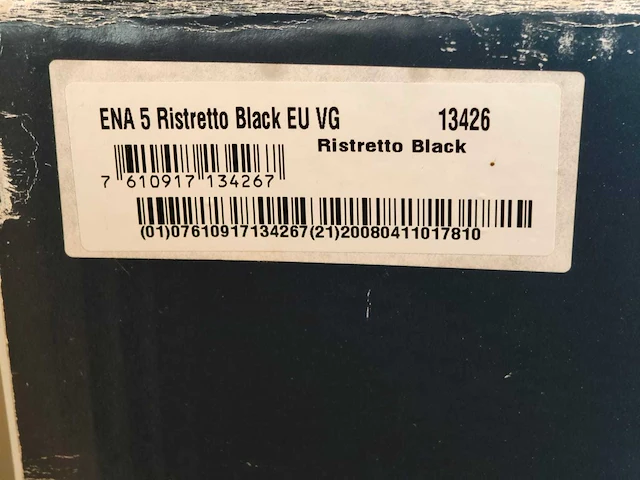 ENA 5 Ristretto Black EU VG 13426
Ristretto Black
7 610917 134267
(01)07610917134267(21)20080411017810